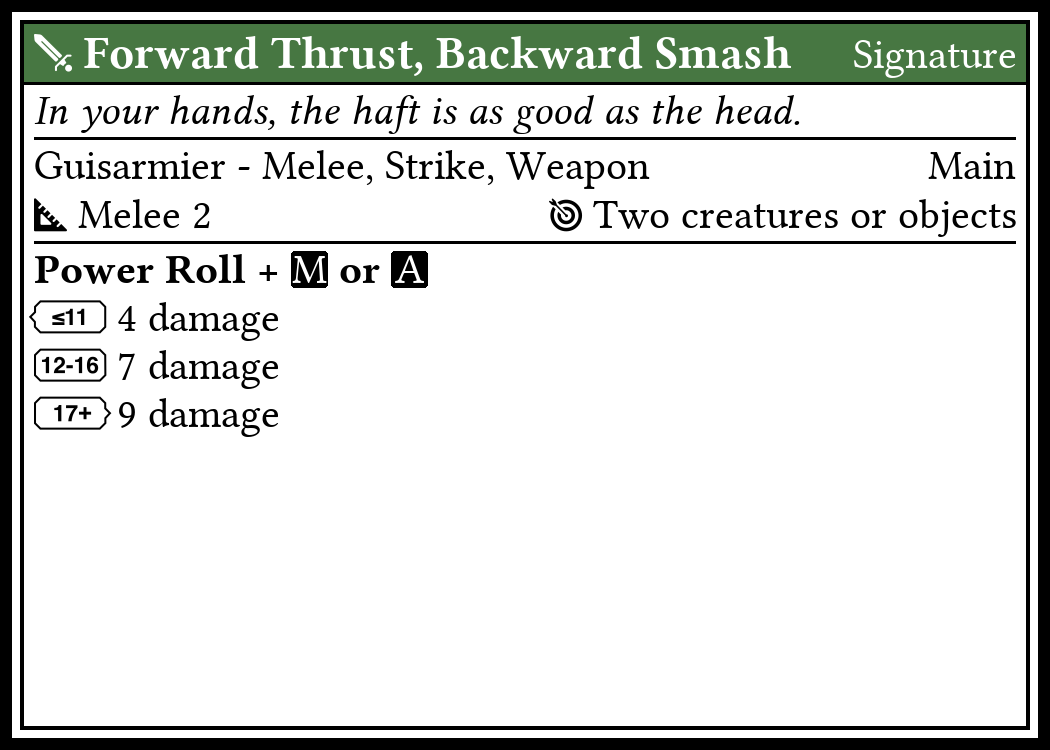 Forward Thrust, Backward Smash Signature
In your hands, the haft is as good as the head.
Guisarmier - Melee, Strike, Weapon Main
Melee 2 Two creatures or objects
Power Roll + M or A
≤11 4 damage
12-16 7 damage
17+ 9 damage